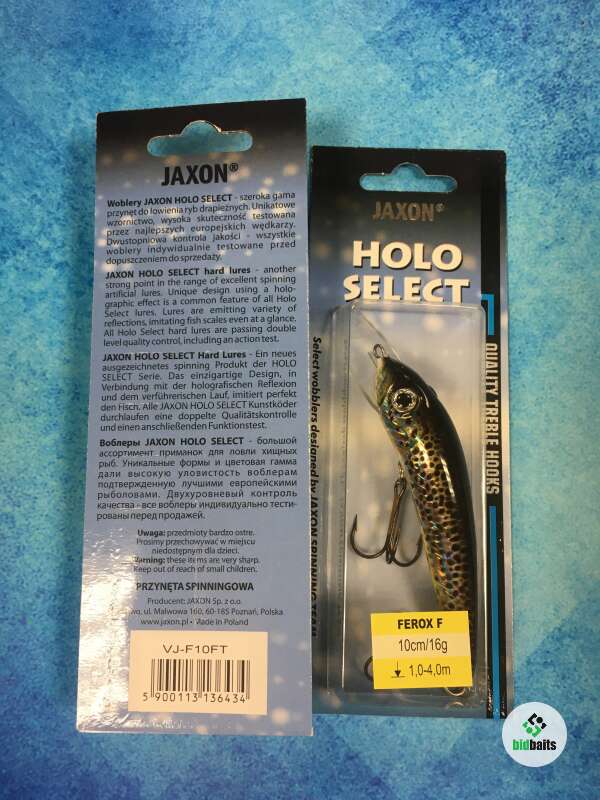 JAXON®
Woblery JAXON HOLO SELECT - szeroka gama
przynęt do łowienia ryb drapieżnych. Unikatowe
wzornictwo, wysoka skuteczność testowana
przez najlepszych europejskich wędkarzy.
Dwustopniowa kontrola jakości - wszystkie
woblery indywidualnie testowane przed
dopuszczeniem do sprzedaży.
JAXON HOLO SELECT hard lures - another
strong point in the range of excellent spinning
artificial lures. Unique design using a holo-
graphic effect is a common feature of all Holo
Select lures. Lures are emitting variety of
reflections, imitating fish scales even at a glance.
All Holo Select hard lures are passing double
level quality control, including an action test.
JAXON HOLO SELECT Hard Lures - Ein neues
ausgezeichnetes spinning Produkt der HOLO
SELECT Serie. Das einzigartige Design, in
Verbindung mit der holografischen Reflexion
und dem verführerischen Lauf, imitiert perfekt
den Fisch. Alle JAXON HOLO SELECT Kunstköder
durchlaufen eine doppelte Qualitätskontrolle
und einen anschließenden Funktionstest.
Воблеры JAXON HOLO SELECT - большой
ассортимент приманок для ловли хищных
рыб. Уникальные формы и цветовая гамма
дали высокую уловистость воблерам
подтвержденную лучшими европейскими
рыболовами. Двухуровневый контроль
качества - все воблеры индивидуально тести-
рованы перед продажей.
Uwaga: przedmioty bardzo ostre.
Prosimy przechowywać w miejscu
niedostępnym dla dzieci.
Warning: these items are very sharp.
Keep out of reach of small children.
PRZYNĘTA SPINNINGOWA
Producent: JAXON Sp. z o.o.
ul. Malwowa 160, 60-185 Poznań, Polska
www.jaxon.pl • Made in Poland
VJ-F10FT
5 900113 136434
JAXON®
HOLO
SELECT
QUALITY TREBLE HOOKS
Select wobblers designed by JAXON SPINNING TEAM
FEROX F
10cm/16g
1,0-4,0m
bidbaits